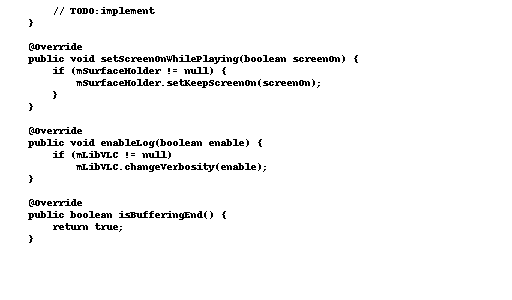 // TODO:implement
}
@Override
public void setScreenOnWhilePlaying(boolean screenOn) {
if (mSurfaceHolder != null) {
mSurfaceHolder.setKeepScreenOn(screenOn);
}
}
@Override
public void enableLog(boolean enable) {
if (mLibVLC != null)
mLibVLC.changeVerbosity(enable);
}
@Override
public boolean isBufferingEnd() {
return true;
}